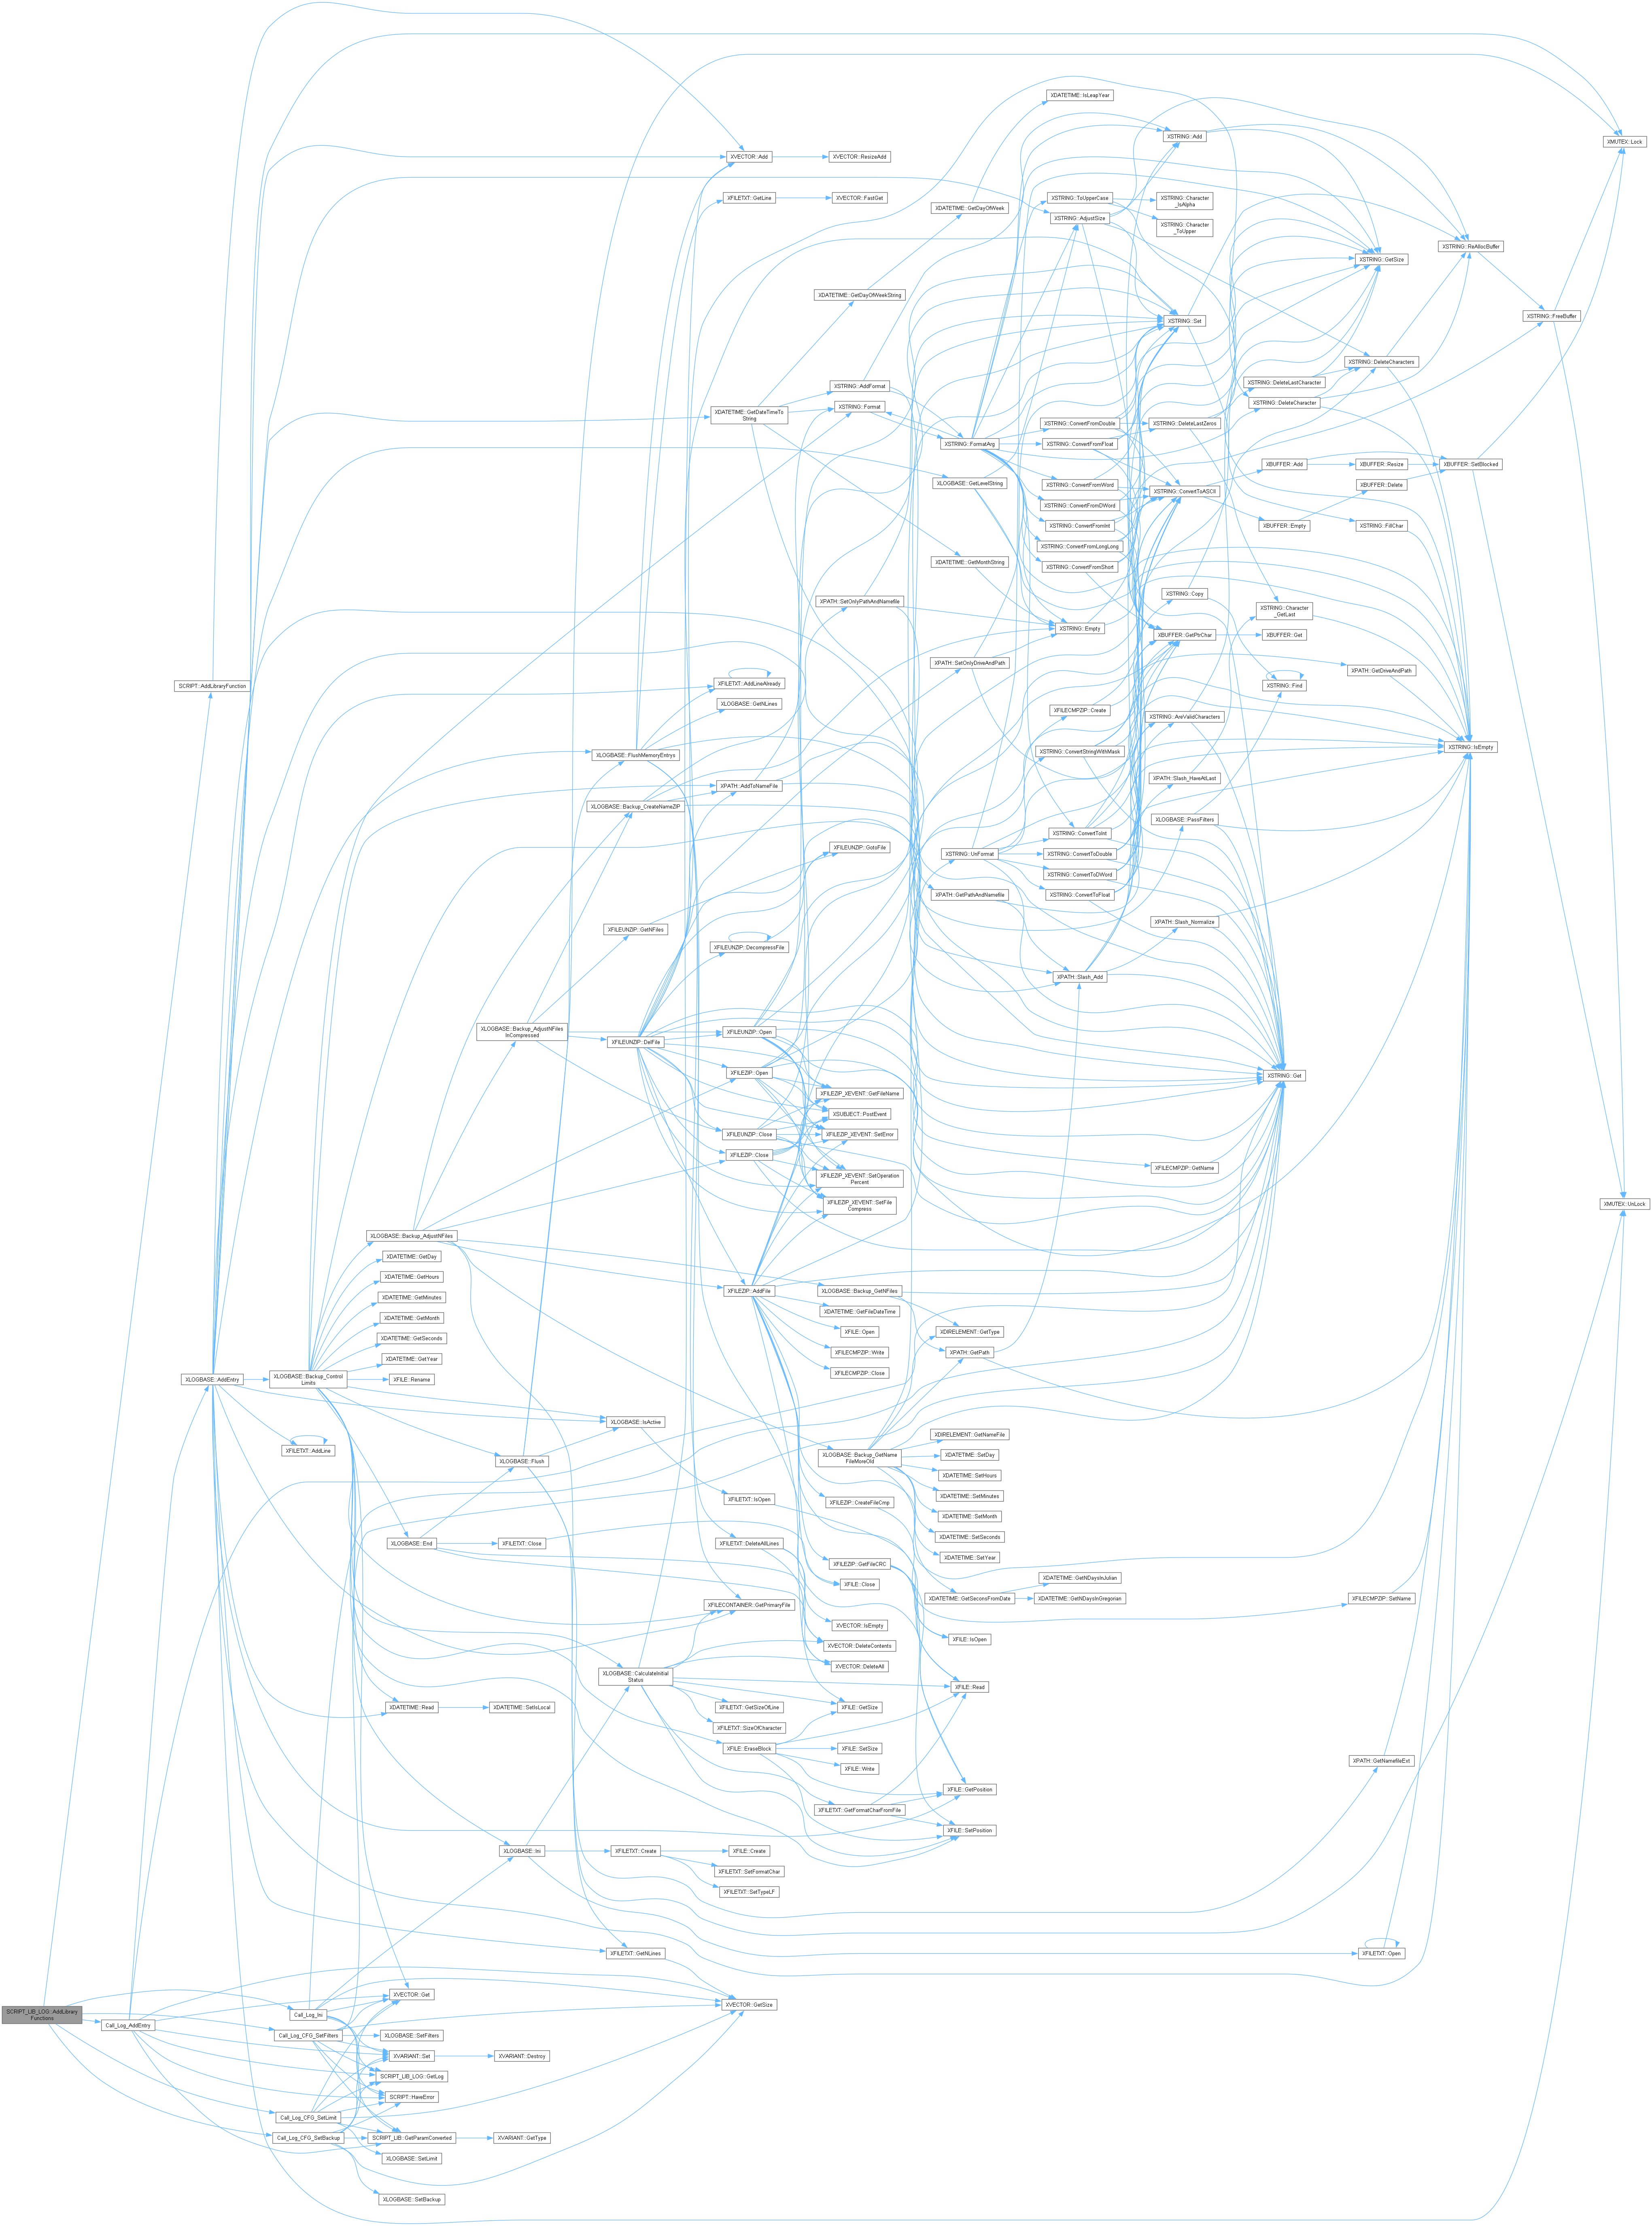 XDATETIME::IsLeapYear
XSTRING::Add
XMUTEX::Lock
XVECTOR::Add
XVECTOR::ResizeAdd
XFILETXT::GetLine
XVECTOR::FastGet
XSTRING::ToUpperCase
XSTRING::Character
_IsAlpha
XDATETIME::GetDayOfWeek
XSTRING::AdjustSize
XSTRING::Character
_ToUpper
XSTRING::ReAllocBuffer
XSTRING::GetSize
XDATETIME::GetDayOfWeekString
XSTRING::FreeBuffer
XSTRING::Set
XSTRING::DeleteCharacters
XSTRING::DeleteLastCharacter
XSTRING::AddFormat
XSTRING::DeleteCharacter
XSTRING::Format
XDATETIME::GetDateTimeTo
String
XSTRING::ConvertFromDouble
XSTRING::DeleteLastZeros
XSTRING::FormatArg
XSTRING::ConvertFromFloat
XBUFFER::Add
XBUFFER::Resize
XBUFFER::SetBlocked
XLOGBASE::GetLevelString
XSTRING::ConvertFromWord
XBUFFER::Delete
XSTRING::ConvertToASCII
XSTRING::ConvertFromDWord
XSTRING::ConvertFromInt
XBUFFER::Empty
XSTRING::FillChar
XSTRING::ConvertFromLongLong
XDATETIME::GetMonthString
XSTRING::ConvertFromShort
XSTRING::Copy
XPATH::SetOnlyPathAndNamefile
XSTRING::Character
_GetLast
XSTRING::Empty
XBUFFER::GetPtrChar
XBUFFER::Get
XPATH::SetOnlyDriveAndPath
XPATH::GetDriveAndPath
SCRIPT::AddLibraryFunction
XFILETXT::AddLineAlready
XSTRING::Find
XLOGBASE::GetNLines
XFILECMPZIP::Create
XSTRING::AreValidCharacters
XSTRING::IsEmpty
XLOGBASE::FlushMemoryEntrys
XSTRING::ConvertStringWithMask
XPATH::Slash_HaveAtLast
XPATH::AddToNameFile
XLOGBASE::Backup_CreateNameZIP
XLOGBASE::PassFilters
XSTRING::ConvertToInt
XFILEUNZIP::GotoFile
XSTRING::UnFormat
XSTRING::ConvertToDouble
XSTRING::ConvertToDWord
XSTRING::ConvertToFloat
XPATH::GetPathAndNamefile
XPATH::Slash_Normalize
XFILEUNZIP::GetNFiles
XFILEUNZIP::DecompressFile
XPATH::Slash_Add
XLOGBASE::Backup_AdjustNFiles
InCompressed
XFILEUNZIP::Open
XFILEUNZIP::DelFile
XFILEZIP::Open
XSTRING::Get
XFILEZIP_XEVENT::GetFileName
XSUBJECT::PostEvent
XFILEUNZIP::Close
XFILEZIP_XEVENT::SetError
XFILEZIP::Close
XFILECMPZIP::GetName
XFILEZIP_XEVENT::SetOperation
Percent
XFILEZIP_XEVENT::SetFile
Compress
XMUTEX::UnLock
XLOGBASE::Backup_AdjustNFiles
XDATETIME::GetDay
XDATETIME::GetHours
XFILEZIP::AddFile
XLOGBASE::Backup_GetNFiles
XDATETIME::GetMinutes
XDATETIME::GetFileDateTime
XDATETIME::GetMonth
XFILE::Open
XDIRELEMENT::GetType
XDATETIME::GetSeconds
XFILECMPZIP::Write
XPATH::GetPath
XDATETIME::GetYear
XFILECMPZIP::Close
XLOGBASE::AddEntry
XLOGBASE::Backup_Control
Limits
XFILE::Rename
XLOGBASE::IsActive
XDIRELEMENT::GetNameFile
XFILETXT::AddLine
XLOGBASE::Backup_GetName
FileMoreOld
XDATETIME::SetDay
XLOGBASE::Flush
XDATETIME::SetHours
XDATETIME::SetMinutes
XFILETXT::IsOpen
XFILEZIP::CreateFileCmp
XDATETIME::SetMonth
XDATETIME::SetSeconds
XLOGBASE::End
XFILETXT::Close
XFILETXT::DeleteAllLines
XDATETIME::SetYear
XFILEZIP::GetFileCRC
XDATETIME::GetNDaysInJulian
XFILE::Close
XDATETIME::GetSeconsFromDate
XDATETIME::GetNDaysInGregorian
XFILECMPZIP::SetName
XFILECONTAINER::GetPrimaryFile
XVECTOR::IsEmpty
XFILE::IsOpen
XVECTOR::DeleteContents
XVECTOR::DeleteAll
XLOGBASE::CalculateInitial
Status
XFILE::Read
XDATETIME::Read
XDATETIME::SetIsLocal
XFILETXT::GetSizeOfLine
XFILE::GetSize
XFILETXT::SizeOfCharacter
XFILE::EraseBlock
XFILE::SetSize
XPATH::GetNameNoExt
XFILE::Write
XFILE::GetPosition
XFILETXT::GetFormatCharFromFile
XFILE::SetPosition
XLOGBASE::Ini
XFILETXT::Create
XFILE::Create
XFILETXT::SetFormatChar
XFILETXT::SetTypeLF
XFILETXT::GetNLines
XFILETXT::Open
XVECTOR::Get
XVECTOR::GetSize
SCRIPT_LIB_LOG::AddLibrary
Functions
Call_Log_Ini
Call_Log_AddEntry
Call_Log_CFG_SetFilters
XLOGBASE::SetFilters
XVARIANT::Set
XVARIANT::Destroy
SCRIPT_LIB_LOG::GetLog
SCRIPT::HaveError
Call_Log_CFG_SetLimit
Call_Log_CFG_SetBackup
SCRIPT_LIB::GetParamConverted
XVARIANT::GetType
XLOGBASE::SetLimit
XLOGBASE::SetBackup